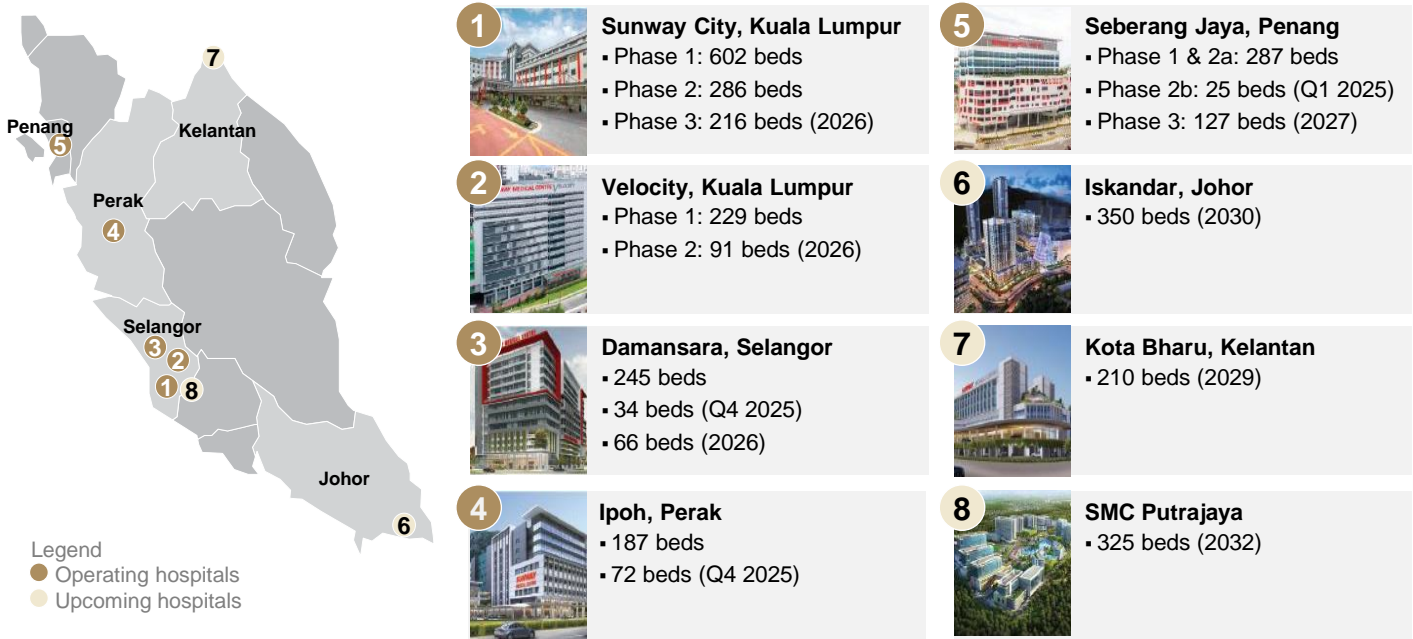 7
Penang
5
Kelantan
Perak
4
Selangor
3
2
1
8
Johor
6
Legend
Operating hospitals
Upcoming hospitals
1
Sunway City, Kuala Lumpur
▪ Phase 1: 602 beds
▪ Phase 2: 286 beds
▪ Phase 3: 216 beds (2026)
2
Velocity, Kuala Lumpur
▪ Phase 1: 229 beds
▪ Phase 2: 91 beds (2026)
3
Damansara, Selangor
▪ 245 beds
▪ 34 beds (Q4 2025)
▪ 66 beds (2026)
4
Ipoh, Perak
▪ 187 beds
▪ 72 beds (Q4 2025)
5
Seberang Jaya, Penang
▪ Phase 1 & 2a: 287 beds
▪ Phase 2b: 25 beds (Q1 2025)
▪ Phase 3: 127 beds (2027)
6
Iskandar, Johor
▪ 350 beds (2030)
7
Kota Bharu, Kelantan
▪ 210 beds (2029)
8
SMC Putrajaya
▪ 325 beds (2032)